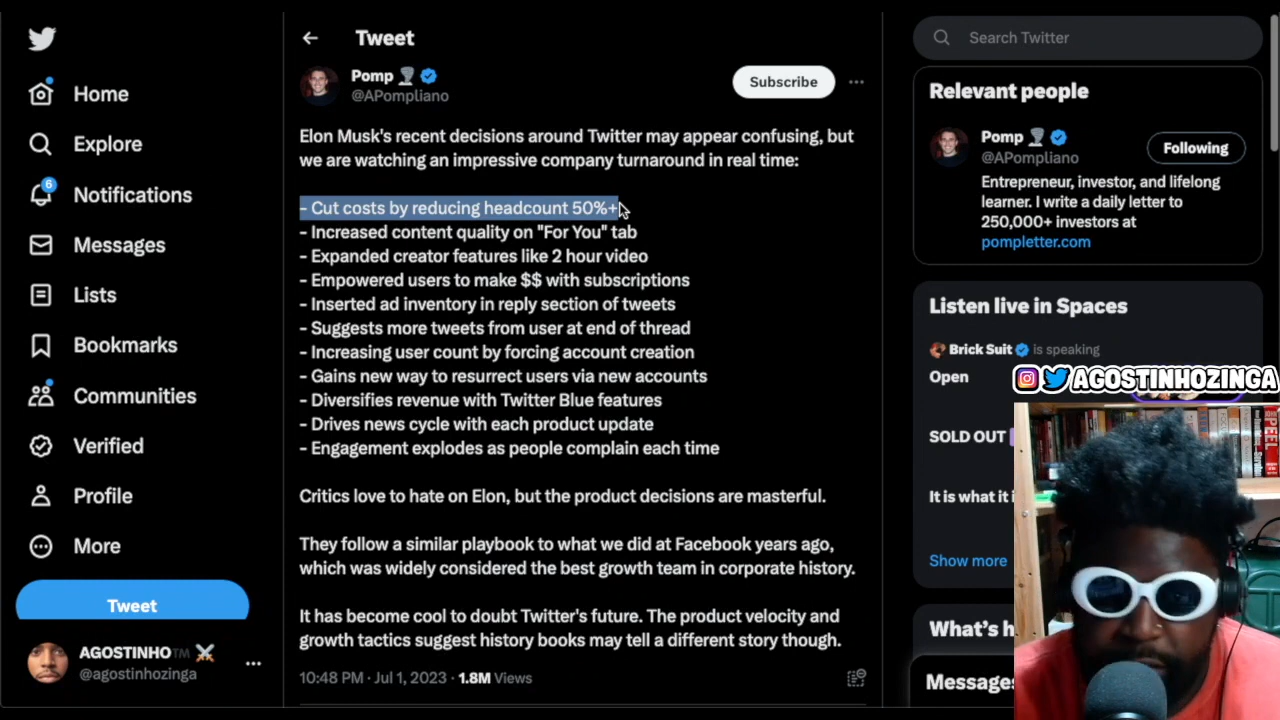 Home
Explore
6
Notifications
Messages
Lists
Bookmarks
Communities
Verified
Profile
More
Tweet
AGOSTINHO™
@agostinhozinga
Tweet
Pomp
@APompliano
Subscribe
Elon Musk's recent decisions around Twitter may appear confusing, but
we are watching an impressive company turnaround in real time:
- Cut costs by reducing headcount 50%+
- Increased content quality on "For You" tab
- Expanded creator features like 2 hour video
- Empowered users to make $$ with subscriptions
- Inserted ad inventory in reply section of tweets
- Suggests more tweets from user at end of thread
- Increasing user count by forcing account creation
- Gains new way to resurrect users via new accounts
- Diversifies revenue with Twitter Blue features
- Drives news cycle with each product update
- Engagement explodes as people complain each time
Critics love to hate on Elon, but the product decisions are masterful.
They follow a similar playbook to what we did at Facebook years ago,
which was widely considered the best growth team in corporate history.
It has become cool to doubt Twitter's future. The product velocity and
growth tactics suggest history books may tell a different story though.
10:48 PM · Jul 1, 2023 · 1.8M Views
Search Twitter
Relevant people
Pomp
@APompliano
Following
Entrepreneur, investor, and lifelong
learner. I write a daily letter to
250,000+ investors at
pompletter.com
Listen live in Spaces
Brick Suit is speaking
Open
AGOSTINHOZINGA
SOLD OUT
It is what it i
Show more
What's h
Messages
PEEL